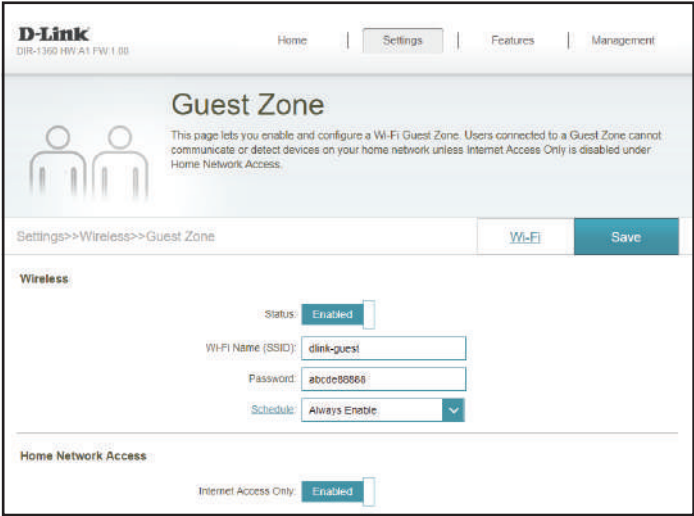 D-Link
DIR-1360 HW:A1 FW:1.00
Home | Settings | Features | Management
Guest Zone
This page lets you enable and configure a Wi-Fi Guest Zone. Users connected to a Guest Zone cannot
communicate or detect devices on your home network unless Internet Access Only is disabled under
Home Network Access.
Settings>>Wireless>>Guest Zone
Wi-Fi
Save
Wireless
Status: Enabled
Wi-Fi Name (SSID): dlink-guest
Password: abcde88888
Schedule: Always Enable
Home Network Access
Internet Access Only: Enabled